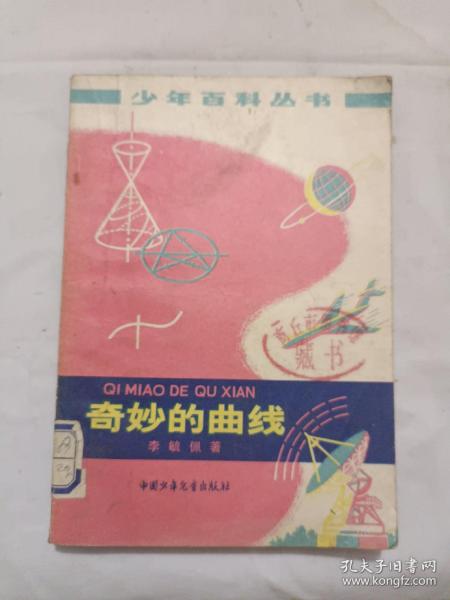 少年百科丛书
藏书
QI MIAO DE QU XIAN
奇妙的曲线
李毓佩 著
中国少年儿童出版社
孔夫子旧书网
www.kongfz.com